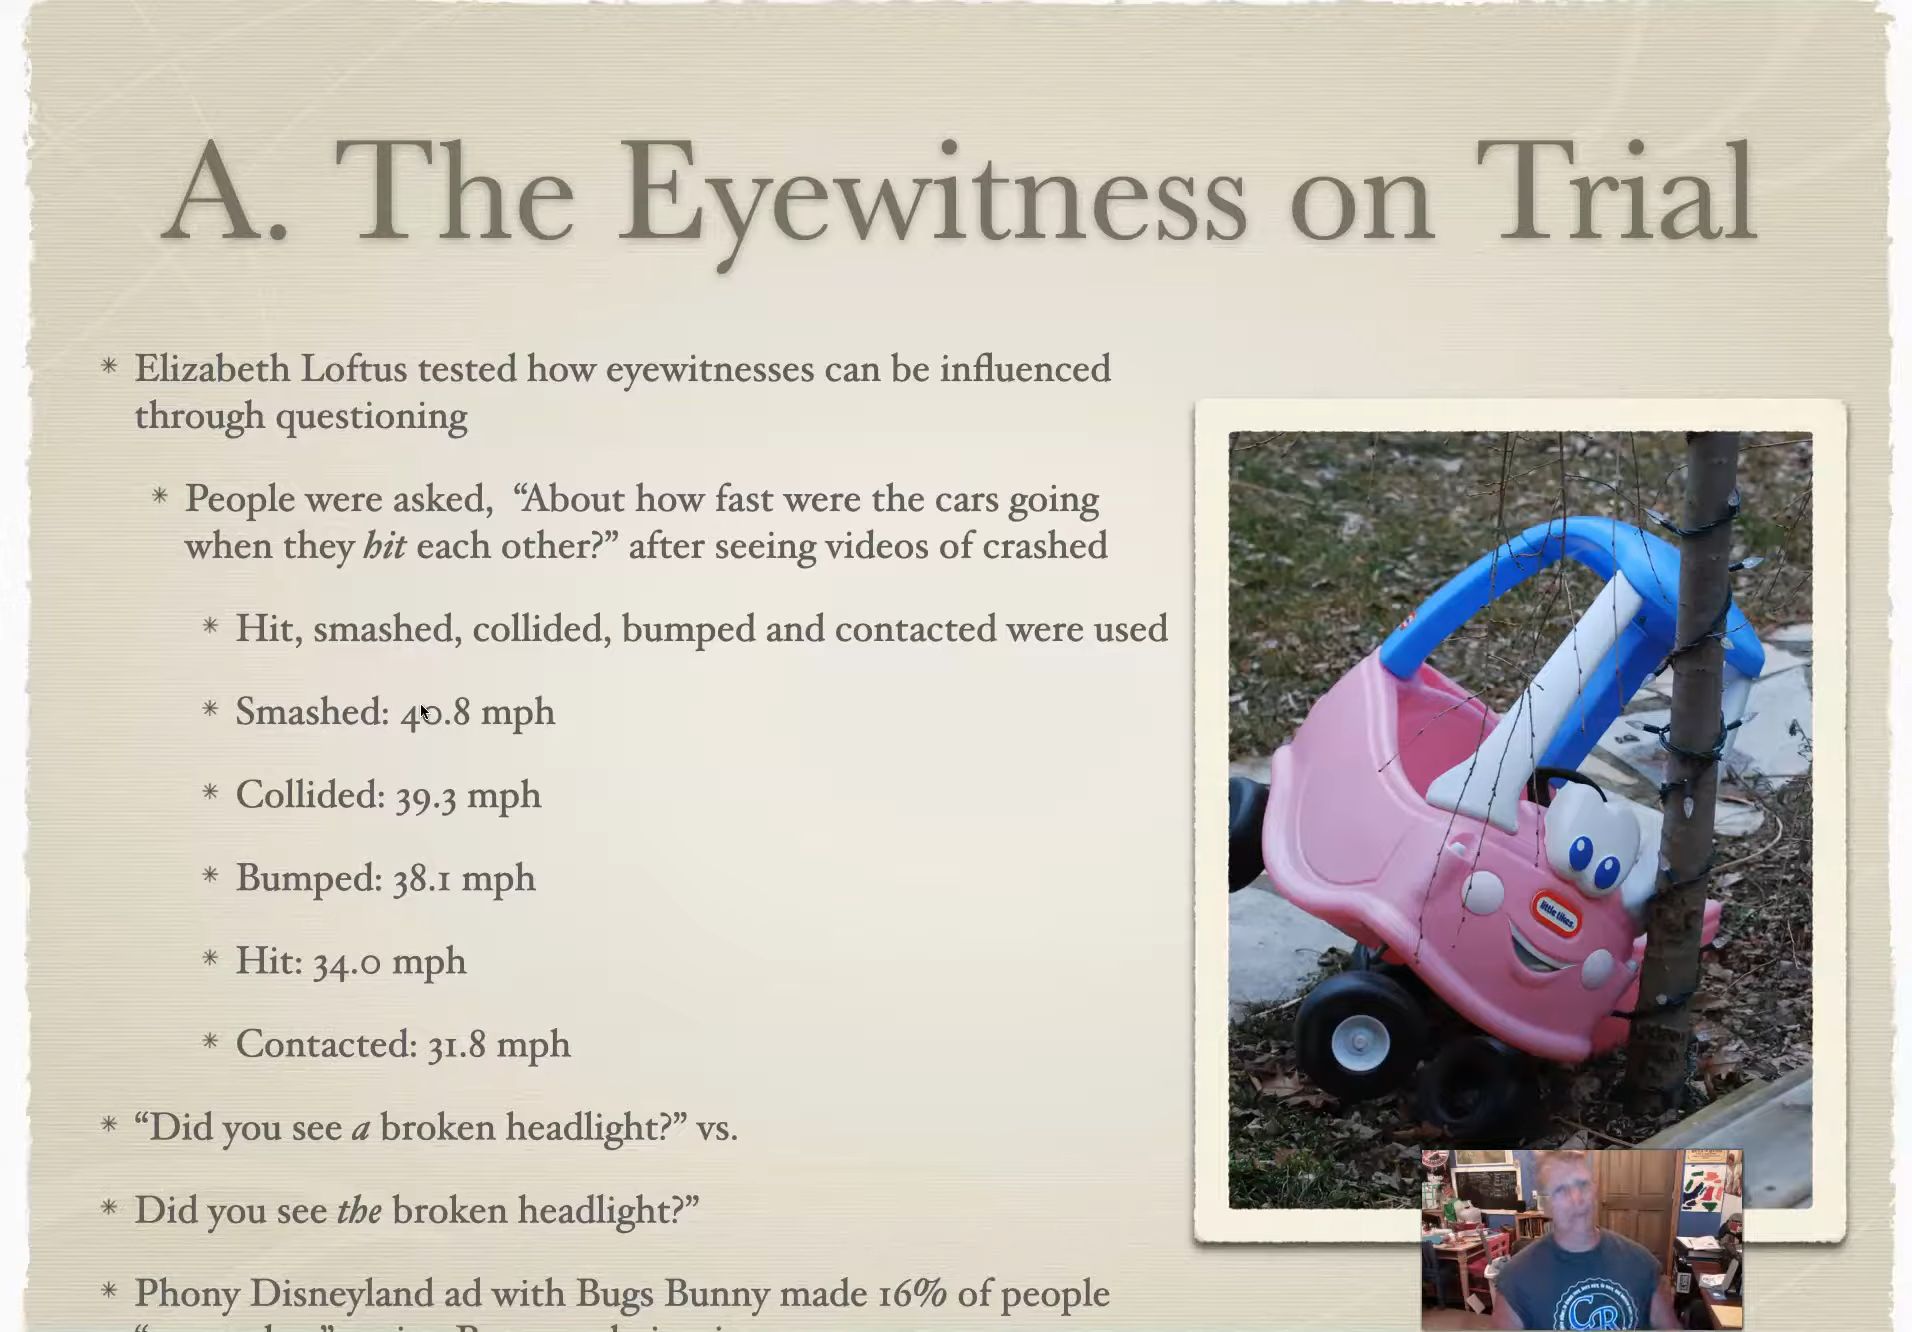 A. The Eyewitness on Trial
* Elizabeth Loftus tested how eyewitnesses can be influenced
through questioning
* People were asked, “About how fast were the cars going
when they hit each other?” after seeing videos of crashed
* Hit, smashed, collided, bumped and contacted were used
* Smashed: 40.8 mph
* Collided: 39.3 mph
* Bumped: 38.1 mph
* Hit: 34.0 mph
* Contacted: 31.8 mph
* “Did you see a broken headlight?” vs.
* Did you see the broken headlight?”
* Phony Disneyland ad with Bugs Bunny made 16% of people
little tikes
CR